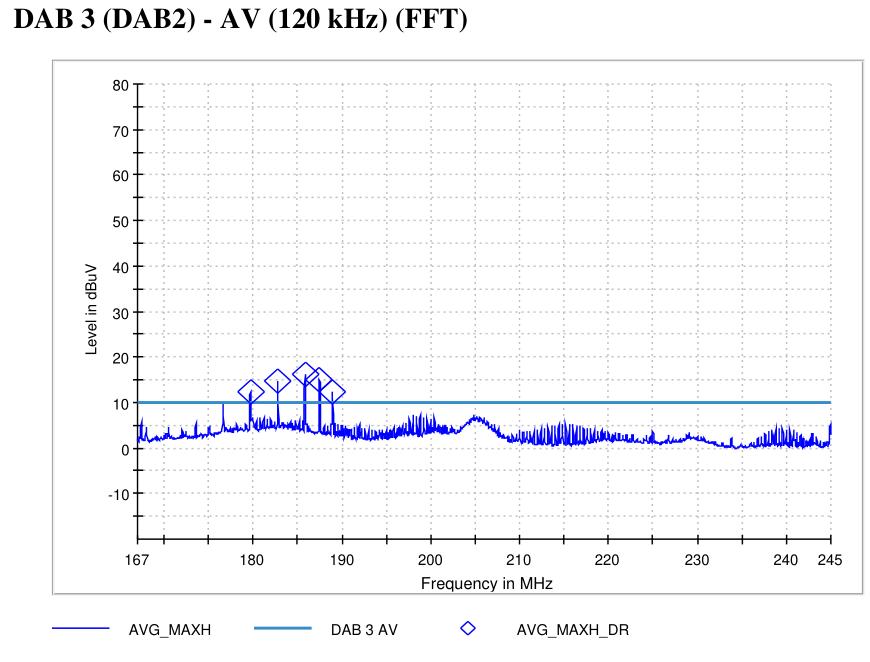 DAB 3 (DAB2) - AV (120 kHz) (FFT)
80
70
60
50
40
30
20
10
0
-10
Level in dBuV
167 180 190 200 210 220 230 240 245
Frequency in MHz
AVG_MAXH DAB 3 AV AVG_MAXH_DR